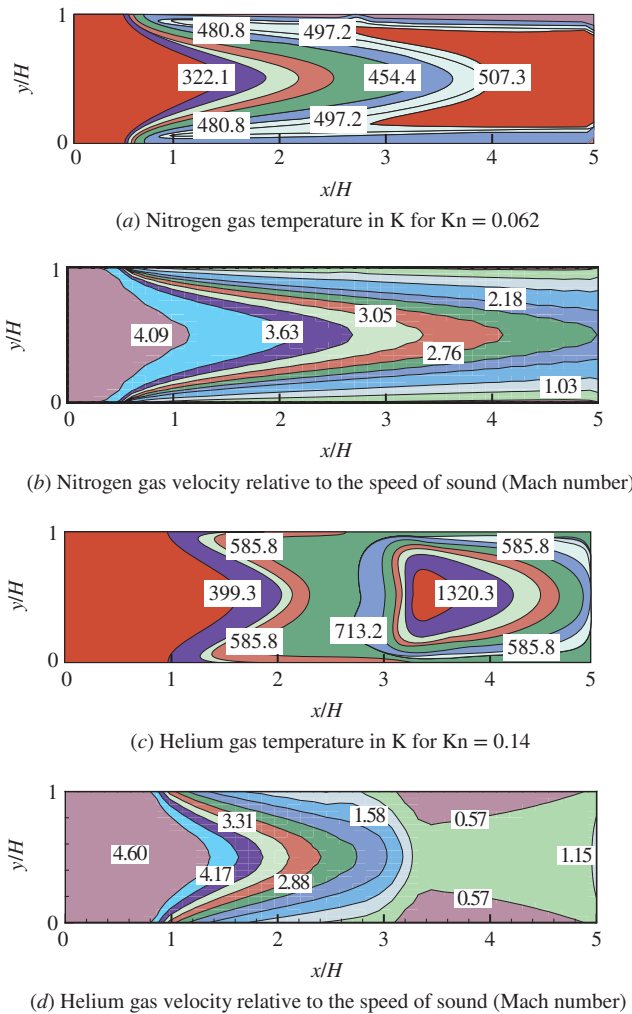 1
480.8 497.2
y/H
322.1 454.4 507.3
480.8 497.2
0
0 1 2 3 4 5
x/H
(a) Nitrogen gas temperature in K for Kn = 0.062
1
2.18
3.05
y/H
4.09 3.63
2.76
1.03
0
0 1 2 3 4 5
x/H
(b) Nitrogen gas velocity relative to the speed of sound (Mach number)
1
585.8 585.8
y/H
399.3 1320.3
713.2
585.8 585.8
0
0 1 2 3 4 5
x/H
(c) Helium gas temperature in K for Kn = 0.14
1
3.31 1.58 0.57
y/H
4.60 1.15
4.17 2.88
0.57
0
0 1 2 3 4 5
x/H
(d) Helium gas velocity relative to the speed of sound (Mach number)